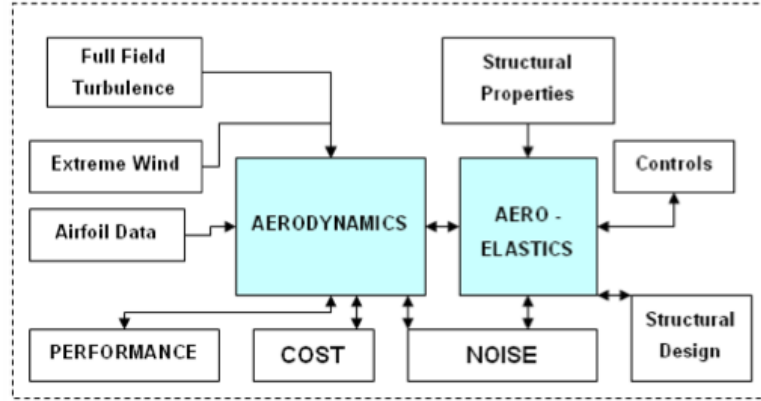 Full Field
Turbulence
Structural
Properties
Extreme Wind
Controls
Airfoil Data
AERODYNAMICS
AERO -
ELASTICS
PERFORMANCE
COST
NOISE
Structural
Design